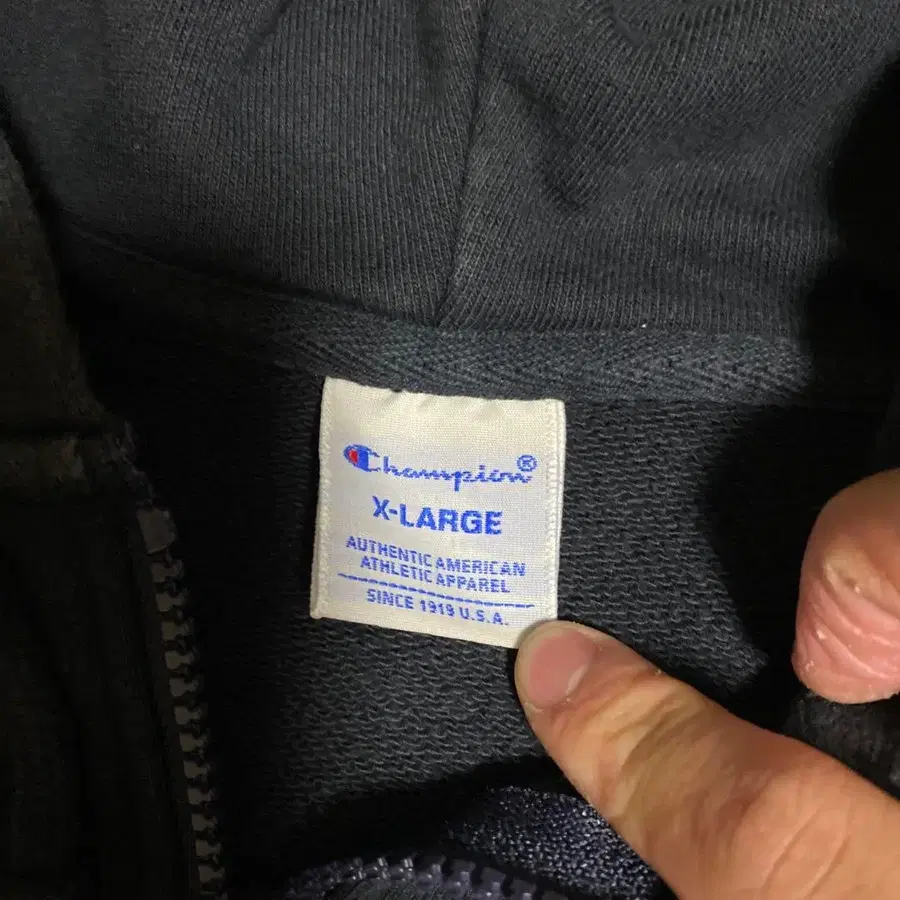 Champion®
X-LARGE
AUTHENTIC AMERICAN
ATHLETIC APPAREL
SINCE 1919 U.S.A.